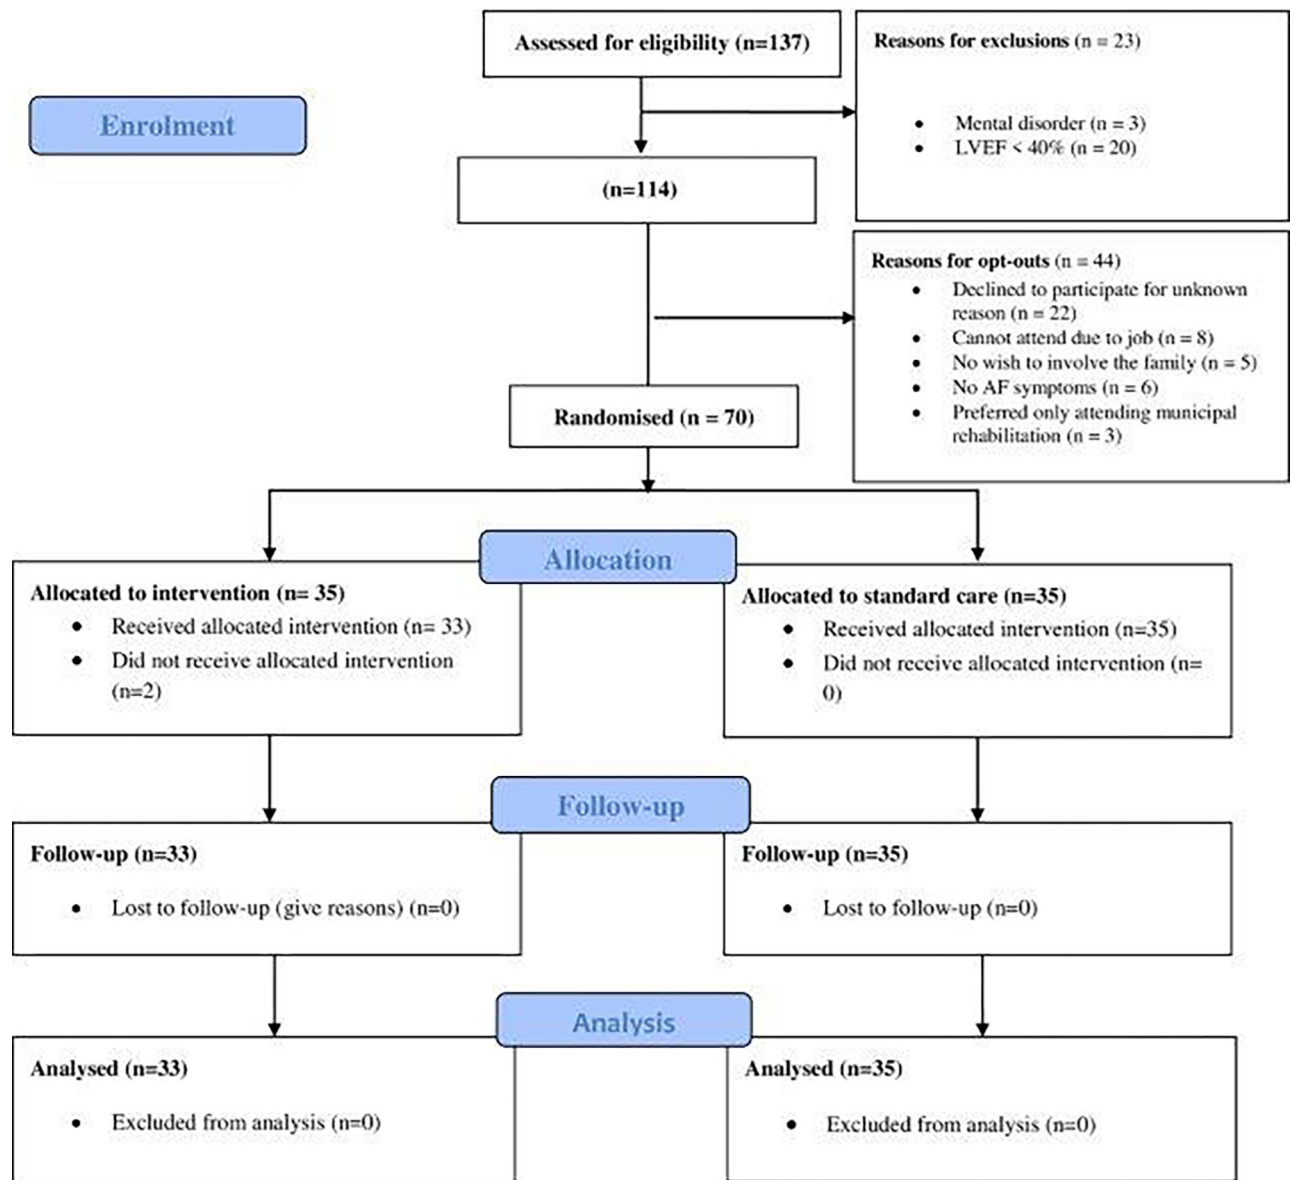 Assessed for eligibility (n=137)
Reasons for exclusions (n = 23)
• Mental disorder (n = 3)
• LVEF < 40% (n = 20)
Enrolment
(n=114)
Reasons for opt-outs (n = 44)
• Declined to participate for unknown
reason (n = 22)
• Cannot attend due to job (n = 8)
• No wish to involve the family (n = 5)
• No AF symptoms (n = 6)
• Preferred only attending municipal
rehabilitation (n = 3)
Randomised (n = 70)
Allocation
Allocated to intervention (n= 35)
• Received allocated intervention (n= 33)
• Did not receive allocated intervention
(n=2)
Allocated to standard care (n=35)
• Received allocated intervention (n=35)
• Did not receive allocated intervention (n=
0)
Follow-up
Follow-up (n=33)
• Lost to follow-up (give reasons) (n=0)
Follow-up (n=35)
• Lost to follow-up (n=0)
Analysis
Analysed (n=33)
• Excluded from analysis (n=0)
Analysed (n=35)
• Excluded from analysis (n=0)